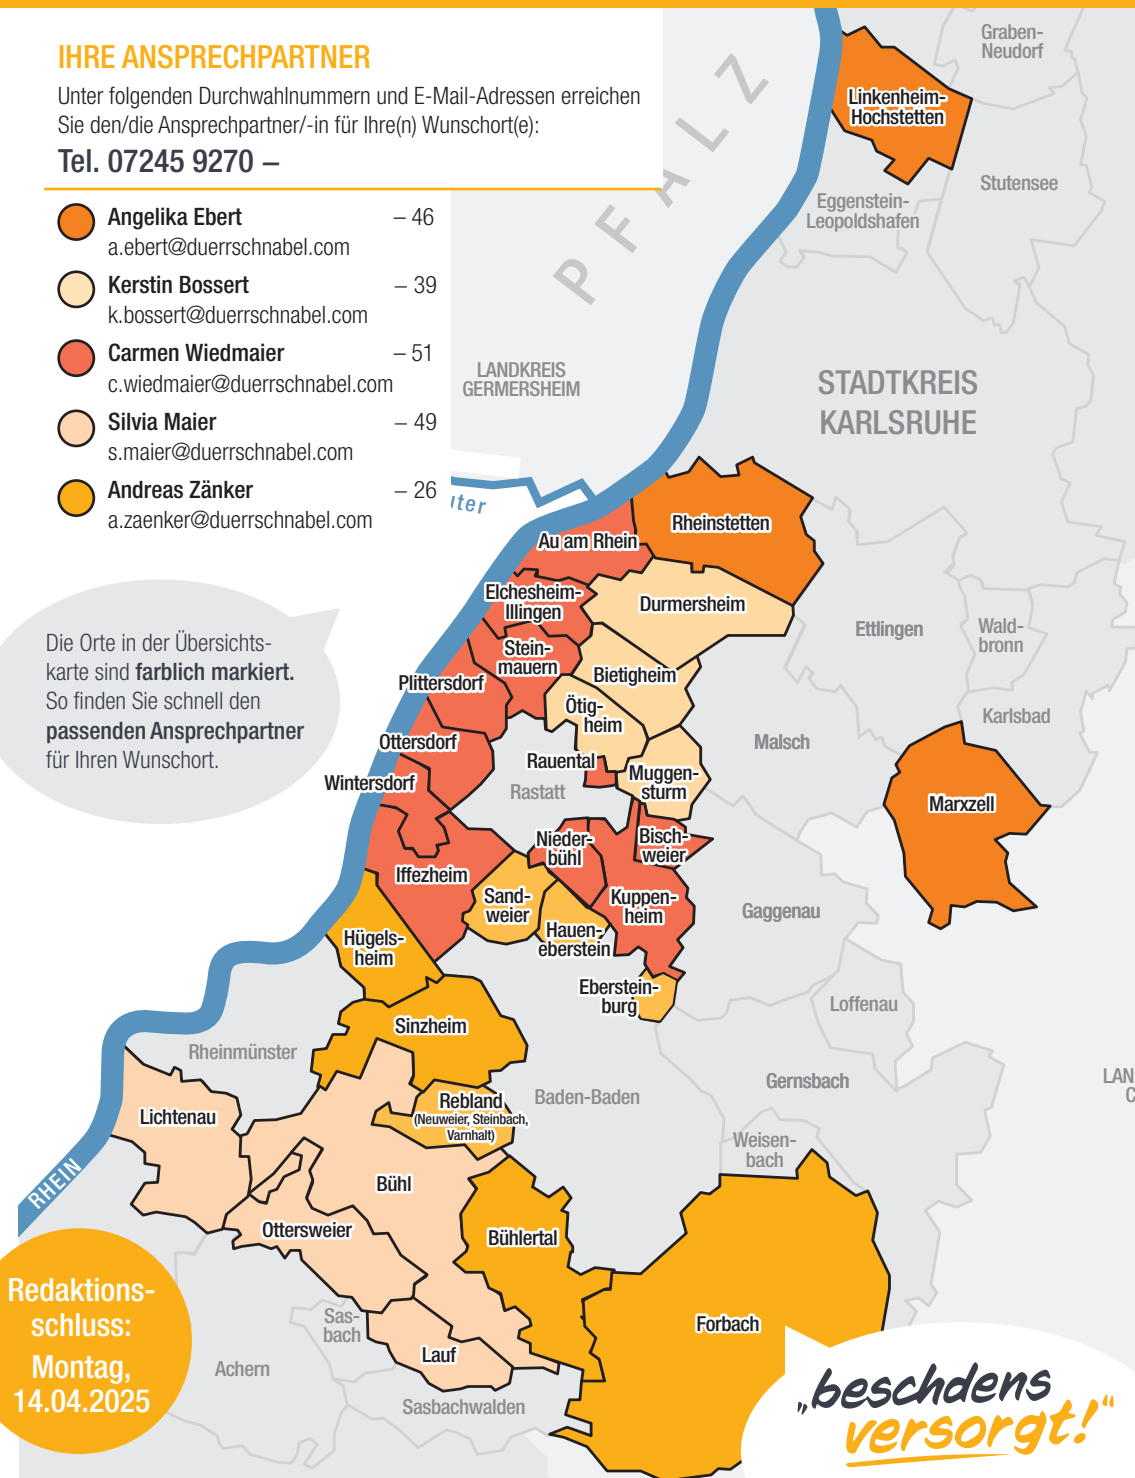 IHRE ANSPRECHPARTNER
Unter folgenden Durchwahlnummern und E-Mail-Adressen erreichen
Sie den/die Ansprechpartner/-in für Ihre(n) Wunschort(e):
Tel. 07245 9270 –
Angelika Ebert – 46
a.ebert@duerrschnabel.com
Kerstin Bossert – 39
k.bossert@duerrschnabel.com
Carmen Wiedmaier – 51
c.wiedmaier@duerrschnabel.com
Silvia Maier – 49
s.maier@duerrschnabel.com
Andreas Zänker – 26
a.zaenker@duerrschnabel.com
Die Orte in der Übersichts-
karte sind farblich markiert.
So finden Sie schnell den
passenden Ansprechpartner
für Ihren Wunschort.
PFALZ
Graben-
Neudorf
Linkenheim-
Hochstetten
Stutensee
Eggenstein-
Leopoldshafen
LANDKREIS
GERMERSHEIM
STADTKREIS
KARLSRUHE
Rheinstetten
Au am Rhein
Elchesheim-
Illingen
Durmersheim
Ettlingen
Wald-
bronn
Stein-
mauern
Bietigheim
Plittersdorf
Ötig-
heim
Karlsbad
Ottersdorf
Malsch
Rauental
Wintersdorf
Muggen-
sturm
Rastatt
Marxzell
Nieder-
bühl
Bisch-
weier
Iffezheim
Sand-
weier
Kuppen-
heim
Gaggenau
Hauen-
eberstein
Hügels-
heim
Eberstein-
burg
Loffenau
Sinzheim
Rheinmünster
Gernsbach
LAN
C
Baden-Baden
Rebland
(Neuweier, Steinbach,
Varnhalt)
Lichtenau
Weisen-
bach
RHEIN
Bühl
Ottersweier
Bühlertal
Forbach
Sas-
bach
Lauf
Achern
Sasbachwalden
Redaktions-
schluss:
Montag,
14.04.2025
„beschdens
versorgt!“